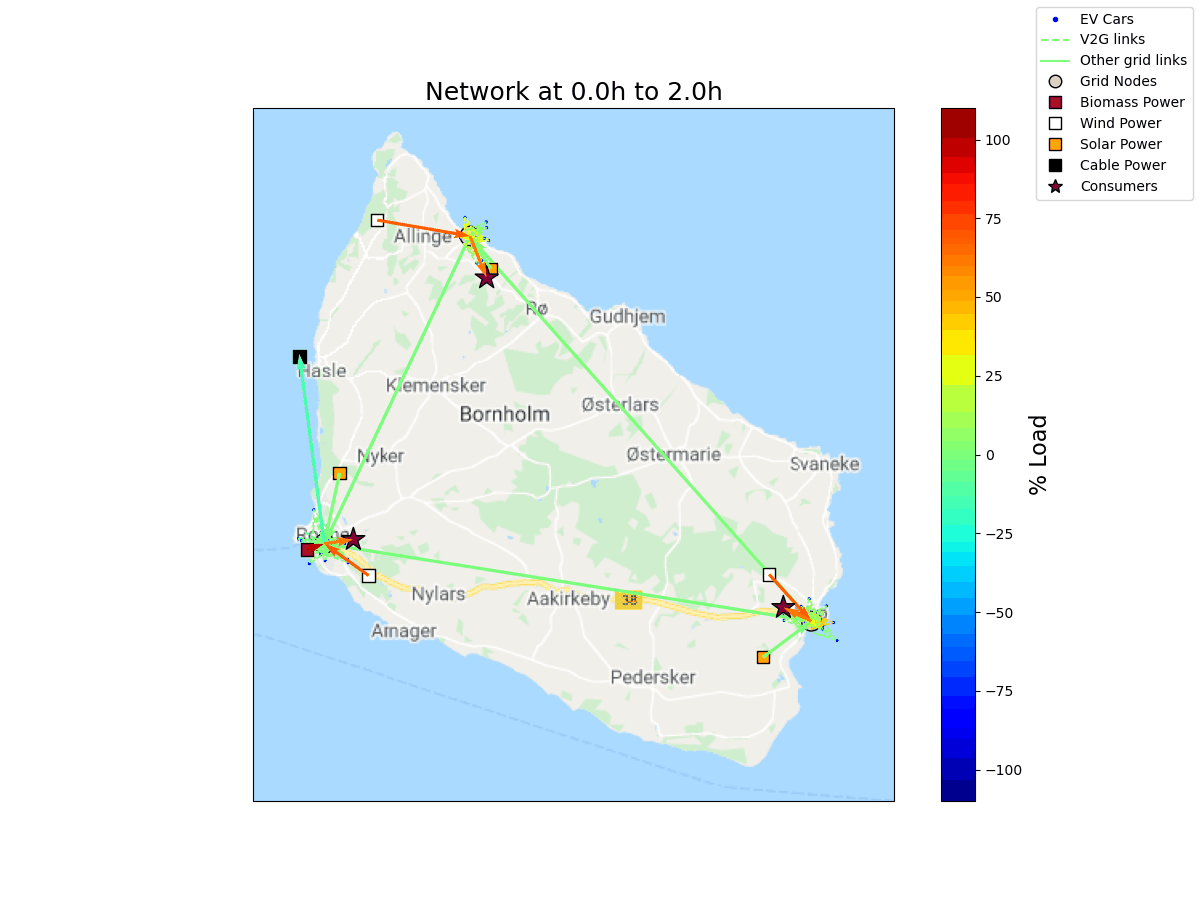 EV Cars
V2G links
Other grid links
Grid Nodes
Biomass Power
Wind Power
Solar Power
Cable Power
Consumers
Network at 0.0h to 2.0h
Allinge
Rø
Gudhjem
Hasle
Klemensker
Bornholm
Østerlars
Nyker
Østermarie
Svaneke
Nylars
Aakirkeby
38
Arnager
Pedersker
100
75
50
25
0
−25
−50
−75
−100
% Load